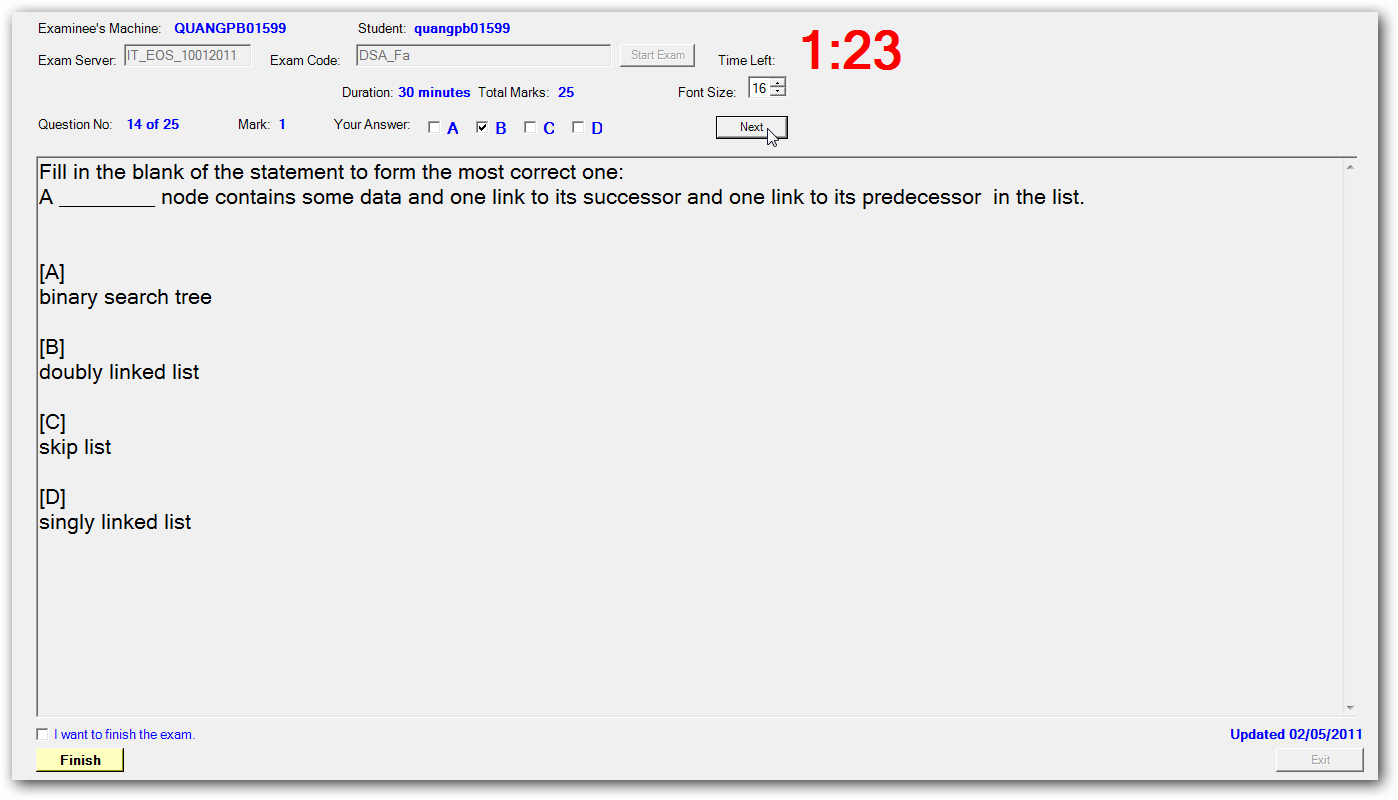 Examinee's Machine: QUANGPB01599 Student: quangpb01599
Exam Server: IT_EOS_10012011 Exam Code: DSA_Fa Start Exam Time Left: 1:23
Duration: 30 minutes Total Marks: 25 Font Size: 16
Question No: 14 of 25 Mark: 1 Your Answer: A B C D Next
Fill in the blank of the statement to form the most correct one:
A _________ node contains some data and one link to its successor and one link to its predecessor  in the list.
[A]
binary search tree
[B]
doubly linked list
[C]
skip list
[D]
singly linked list
I want to finish the exam. Updated 02/05/2011
Finish Exit